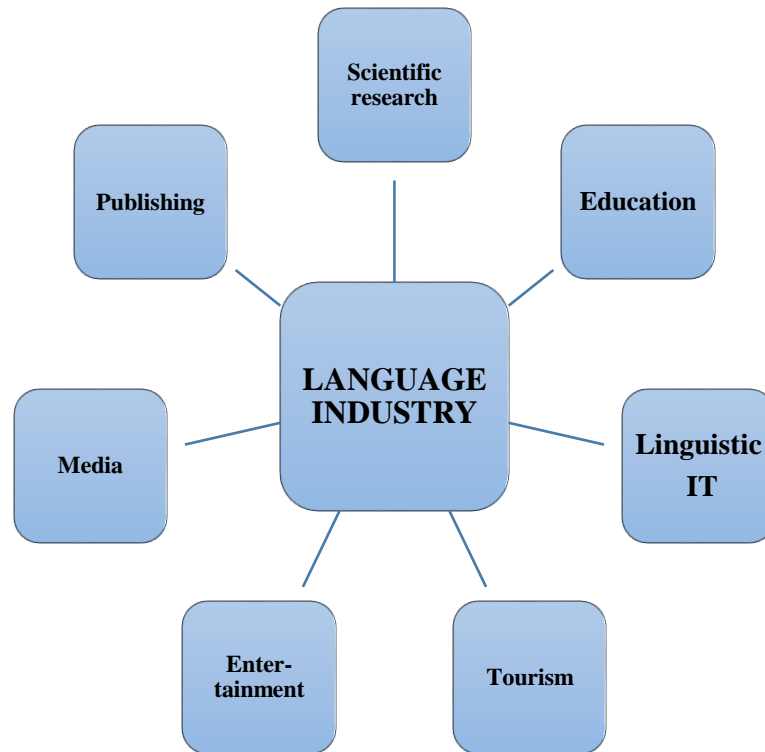 Scientific
research
Publishing
Education
LANGUAGE
INDUSTRY
Media
Linguistic
IT
Enter-
tainment
Tourism